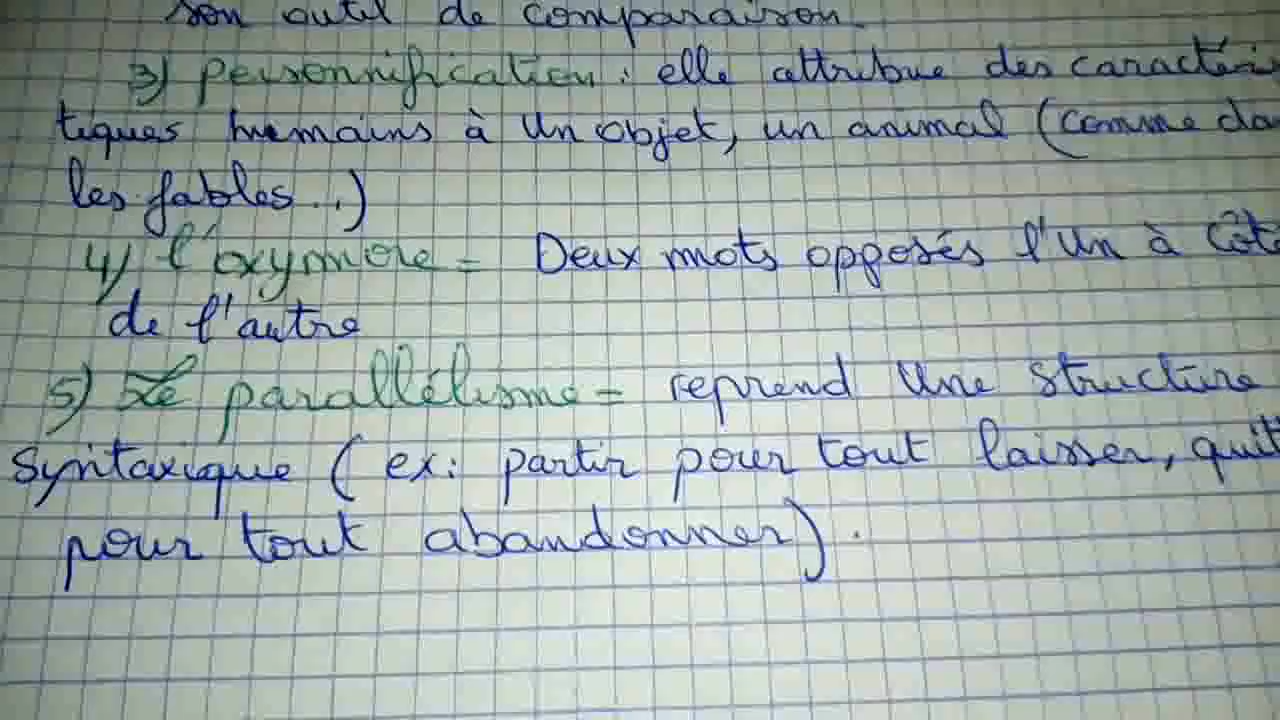 son outil de comparaison
3) personnification : elle attribue des caractéris
tiques humains à un objet, un animal (comme da
les fables...)
4) l'oxymore = Deux mots opposés l'un à côté
de l'autre
5) Le parallélisme = reprend une structure
syntaxique (ex: partir pour tout laisser, quitt
pour tout abandonner).